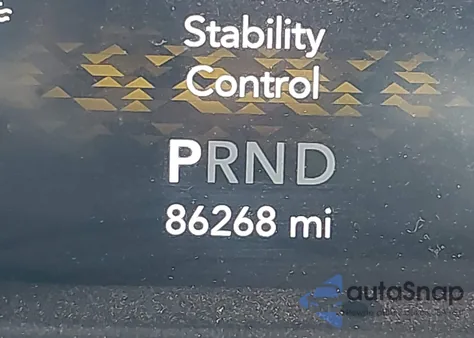 Stability
Control
PRND
86268 mi
autoSnap